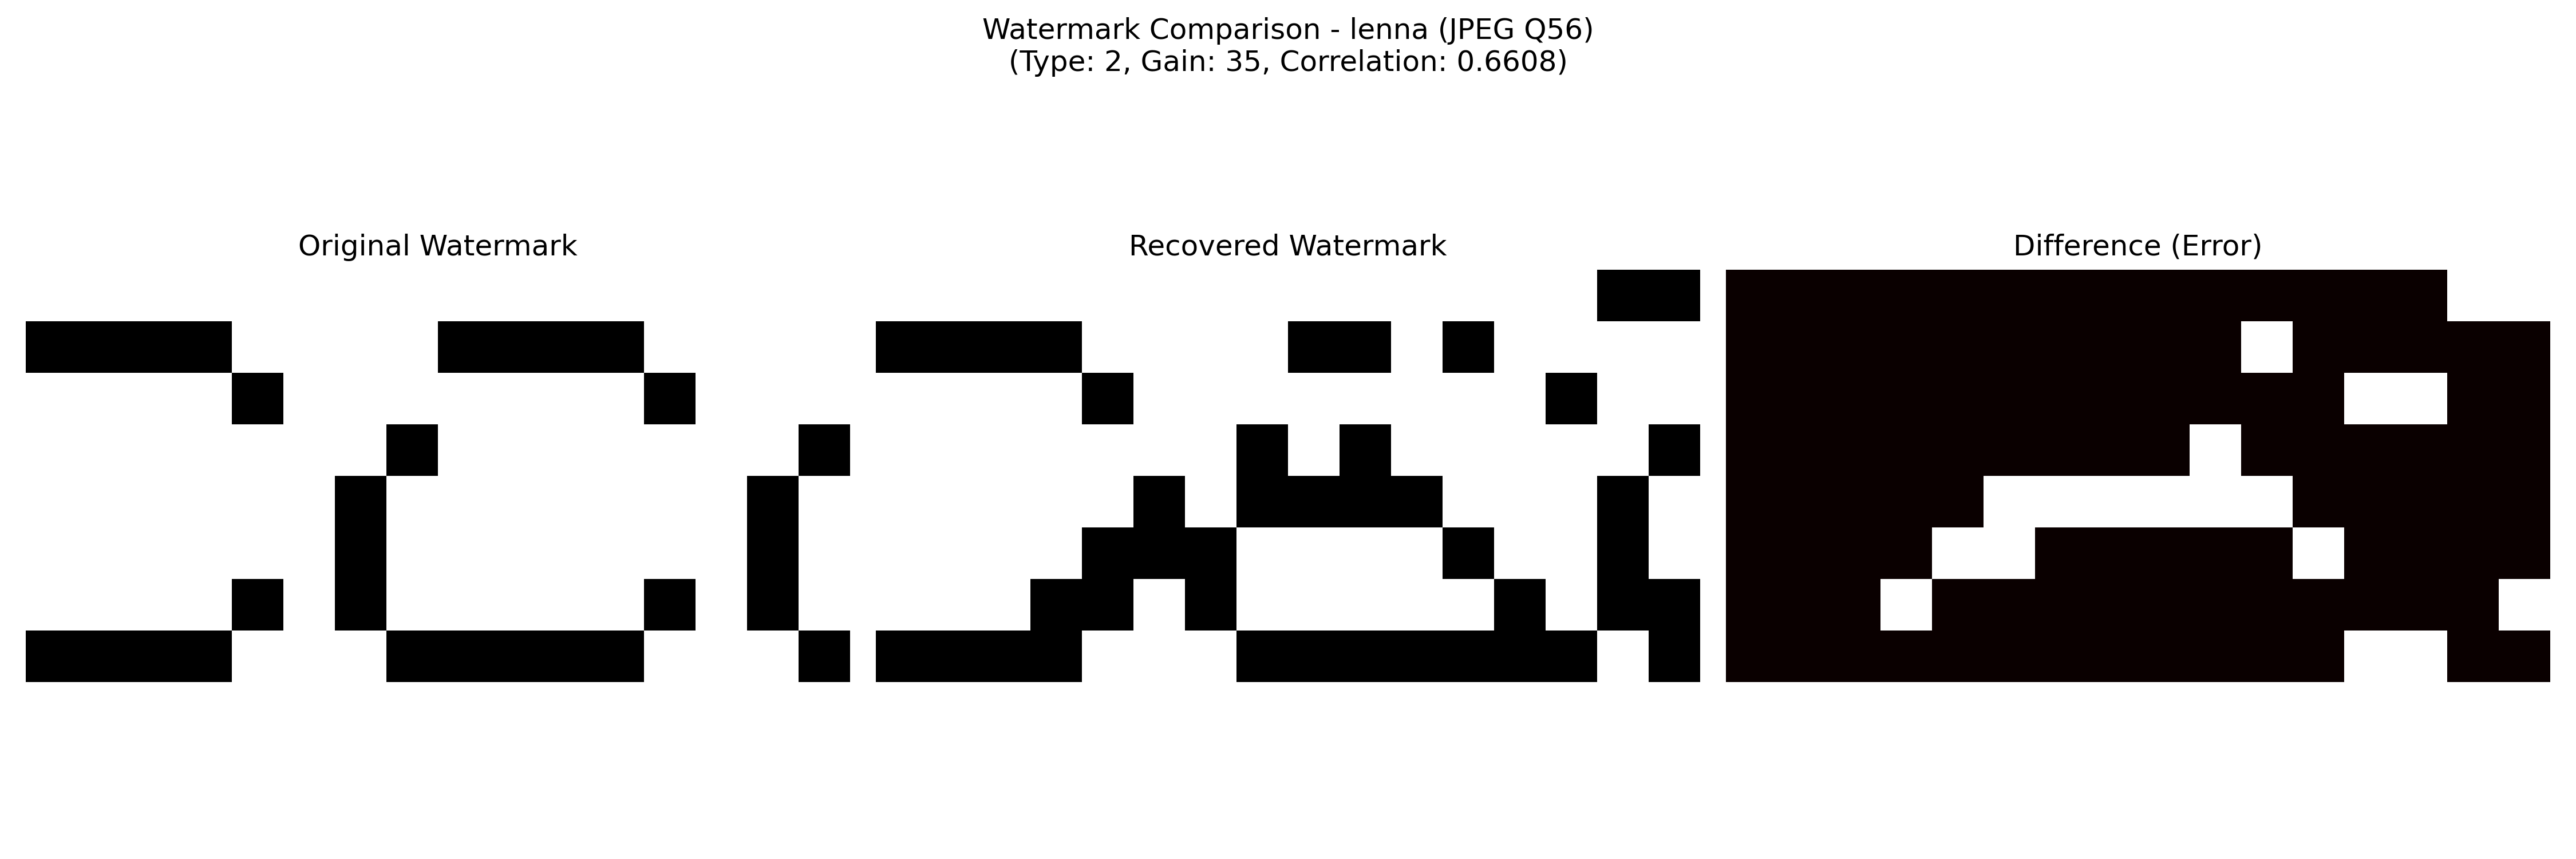 Watermark Comparison - lenna (JPEG Q56)
(Type: 2, Gain: 35, Correlation: 0.6608)
Original Watermark
Recovered Watermark
Difference (Error)